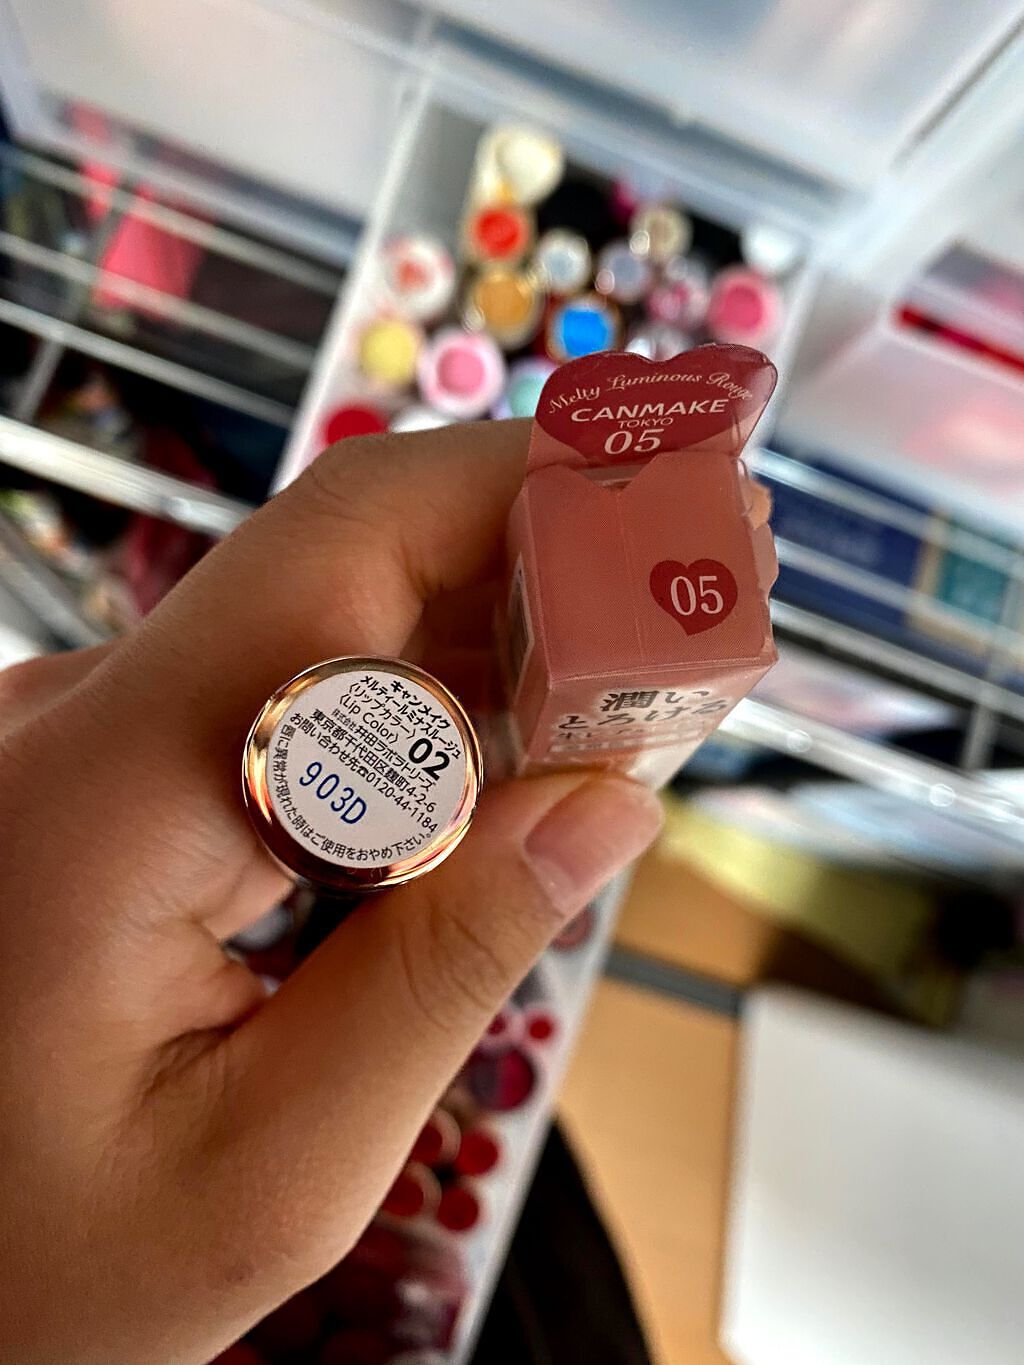 Melty Luminous Rouge
CANMAKE
TOKYO
05
05
潤い
とろける
キャンメイク
メルティールミナスルージュ
(リップカラー)
(Lip Color) 02
株式会社井田ラボラトリーズ
東京都千代田区麹町4-2-6
お問い合わせ先☎0120-44-1184
903D
唇に異常が現れた時はご使用をおやめ下さい。